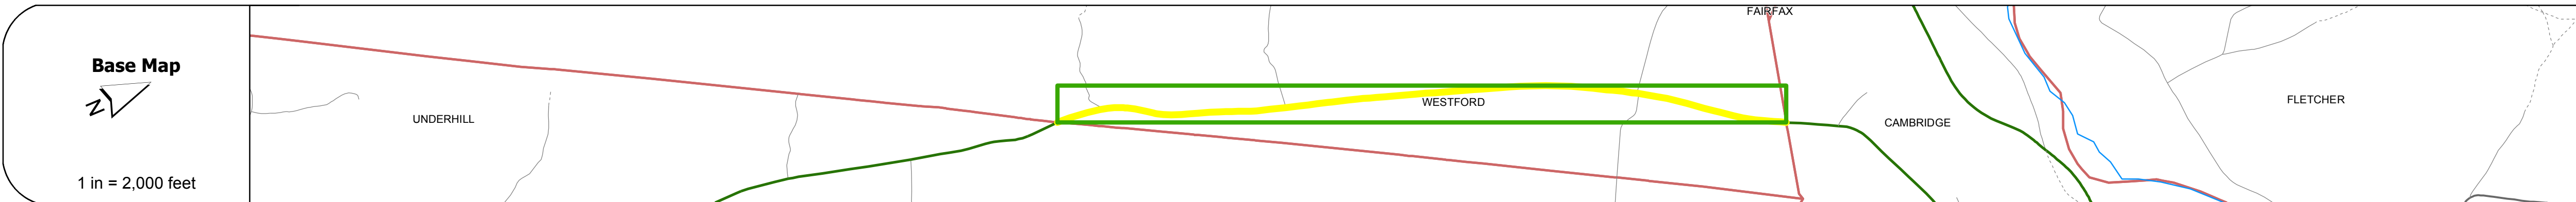 Base Map
N
1 in = 2,000 feet
UNDERHILL
WESTFORD
FAIRFAX
CAMBRIDGE
FLETCHER